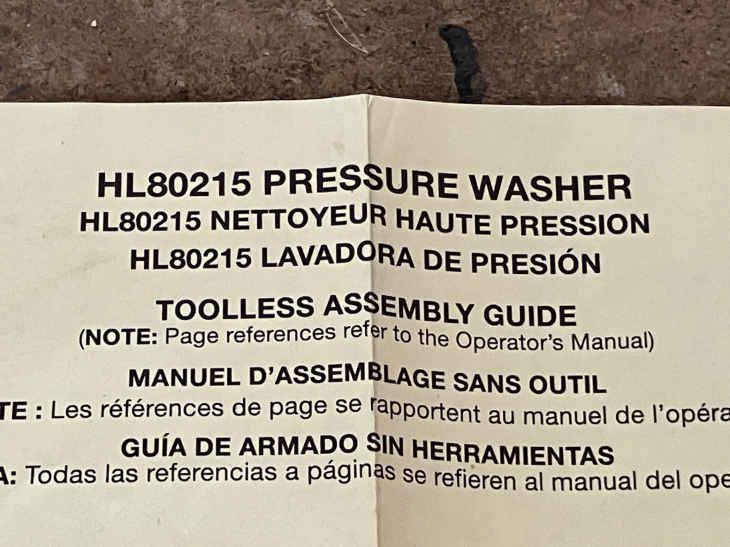 HL80215 PRESSURE WASHER
HL80215 NETTOYEUR HAUTE PRESSION
HL80215 LAVADORA DE PRESIÓN
TOOLLESS ASSEMBLY GUIDE
(NOTE: Page references refer to the Operator's Manual)
MANUEL D'ASSEMBLAGE SANS OUTIL
TE : Les références de page se rapportent au manuel de l'opéra
GUÍA DE ARMADO SIN HERRAMIENTAS
A: Todas las referencias a páginas se refieren al manual del ope